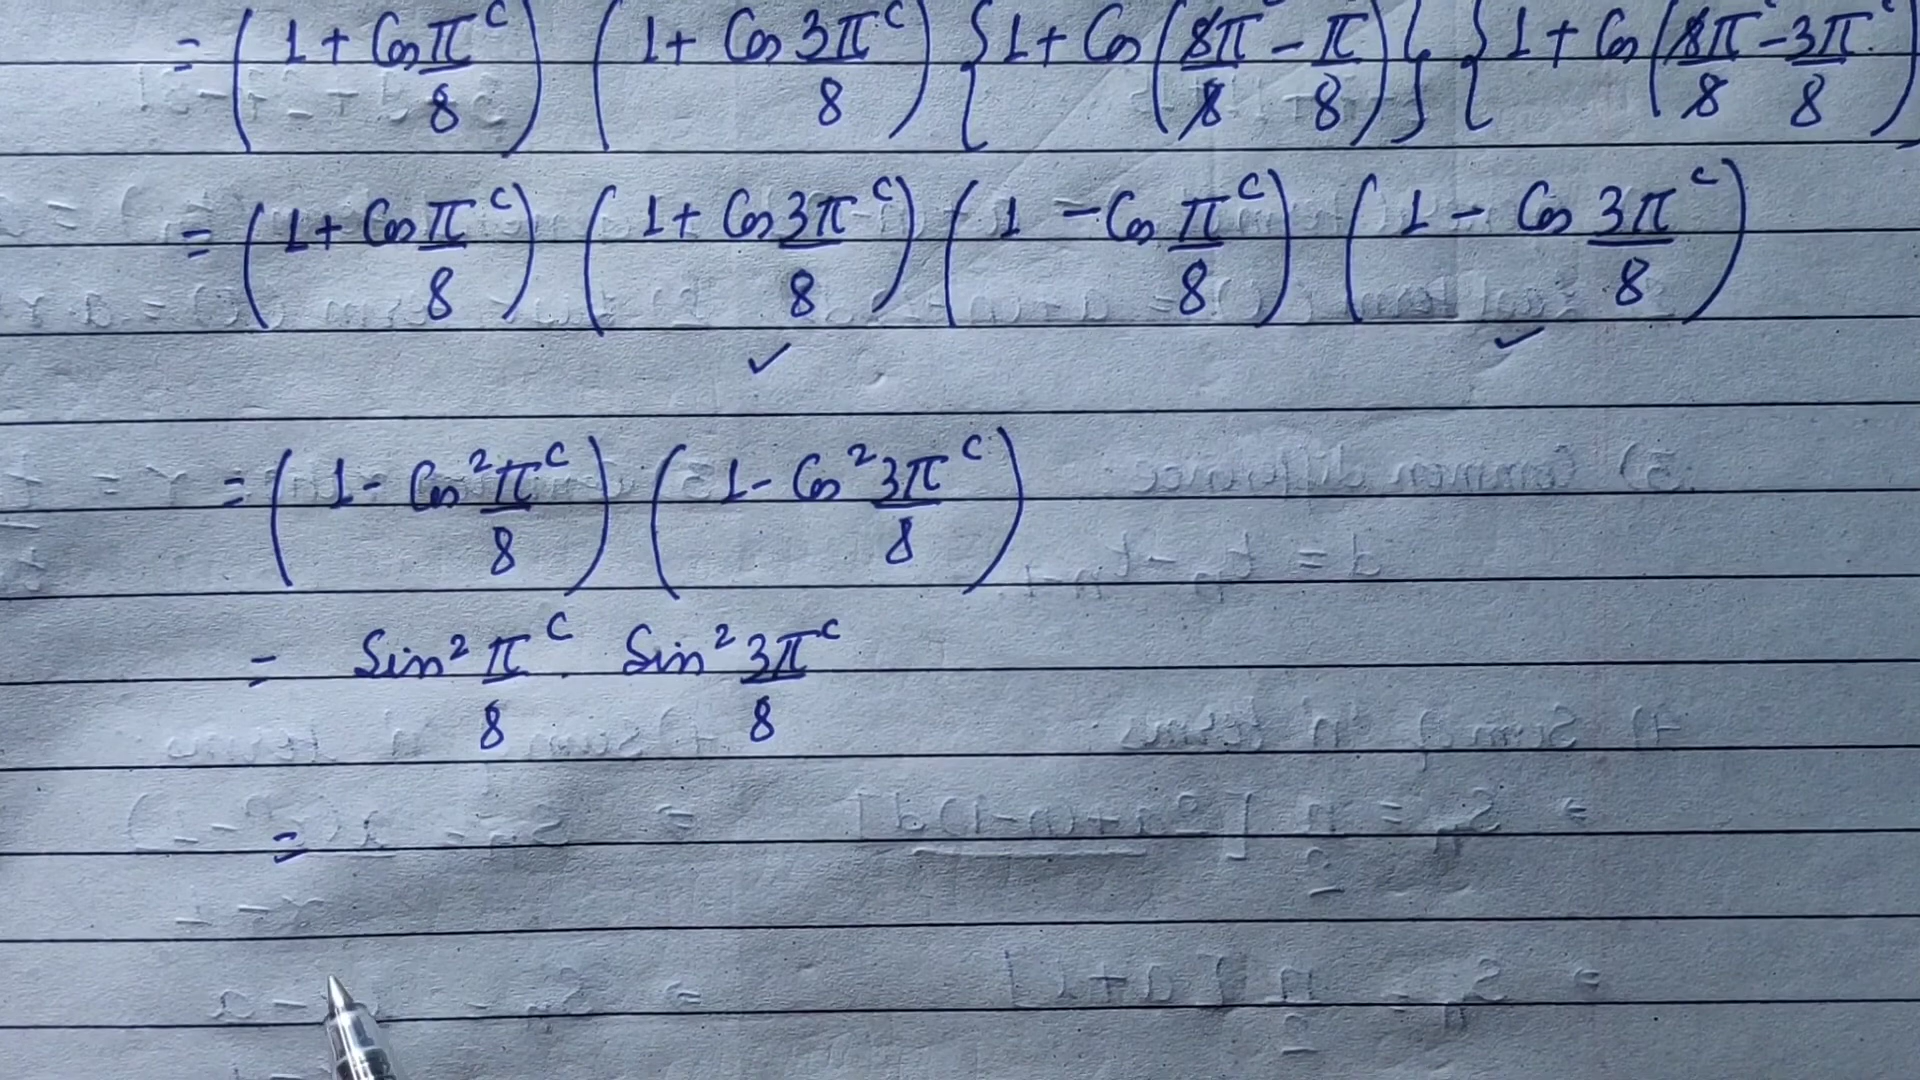 = (1 + Cos π^c/8) (1 + Cos 3π^c/8) {1 + Cos (8π^c/8 - π/8)} {1 + Cos (8π^c/8 - 3π^c/8)
= (1 + Cos π^c/8) (1 + Cos 3π^c/8) (1 - Cos π^c/8) (1 - Cos 3π^c/8)
✓ ✓
= (1 - Cos² π^c/8) (1 - Cos² 3π^c/8)
= Sin² π^c/8 . Sin² 3π^c/8
=